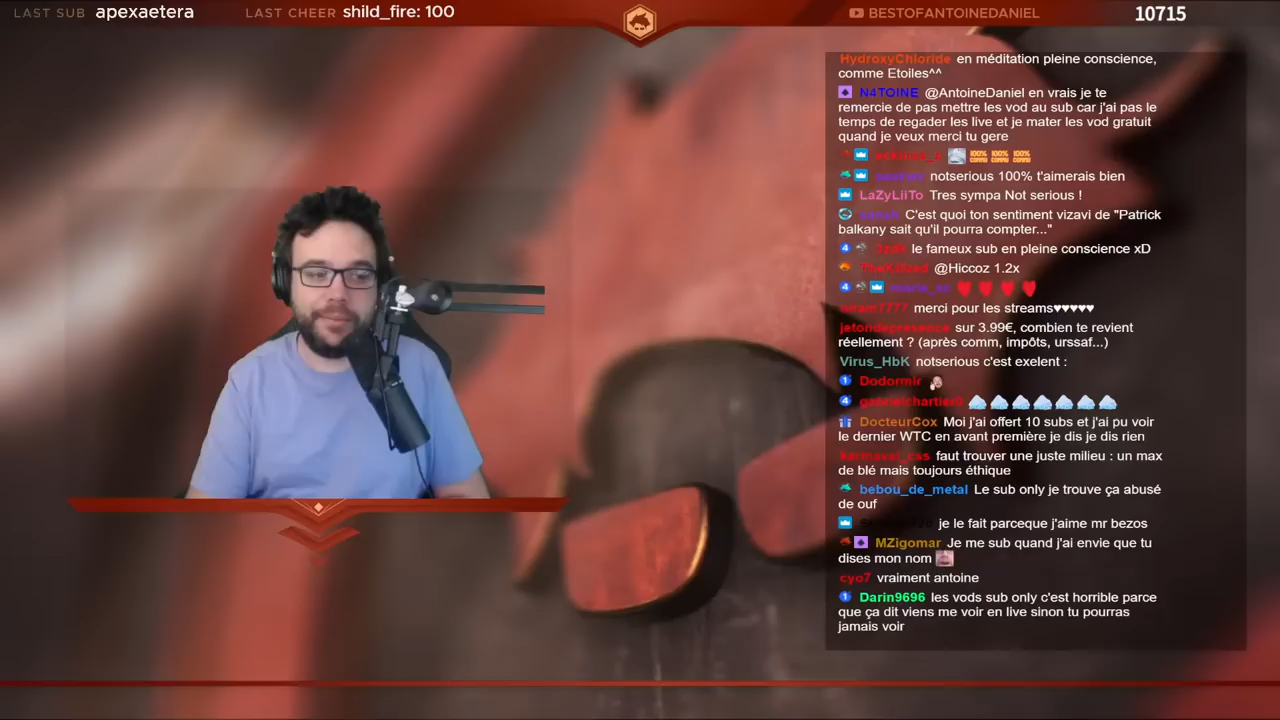 LAST SUB apexaetera LAST CHEER shild_fire: 100 BESTOFANTOINEDANIEL 10715
HydroxyChloride en méditation pleine conscience,
comme Etoiles^^
N4TOINE @AntoineDaniel en vrais je te
remercie de pas mettre les vod au sub car j'ai pas le
temps de regader les live et je mater les vod gratuit
quand je veux merci tu gere
100% 100% 100%
notserious 100% t'aimerais bien
LaZyLiiTo Tres sympa Not serious !
C'est quoi ton sentiment vizavi de "Patrick
balkany sait qu'il pourra compter..."
le fameux sub en pleine conscience xD
TheKilized @Hiccoz 1.2x
merci pour les streams♥♥♥♥♥
jetondepresence sur 3.99€, combien te revient
réellement ? (après comm, impôts, urssaf...)
Virus_HbK notserious c'est exelent :
Dodormir
gabrielchartier0
DocteurCox Moi j'ai offert 10 subs et j'ai pu voir
le dernier WTC en avant première je dis je dis rien
karnaval_css faut trouver une juste milieu : un max
de blé mais toujours éthique
bebou_de_metal Le sub only je trouve ça abusé
de ouf
je le fait parceque j'aime mr bezos
MZigomar Je me sub quand j'ai envie que tu
dises mon nom
cyo7 vraiment antoine
Darin9696 les vods sub only c'est horrible parce
que ça dit viens me voir en live sinon tu pourras
jamais voir